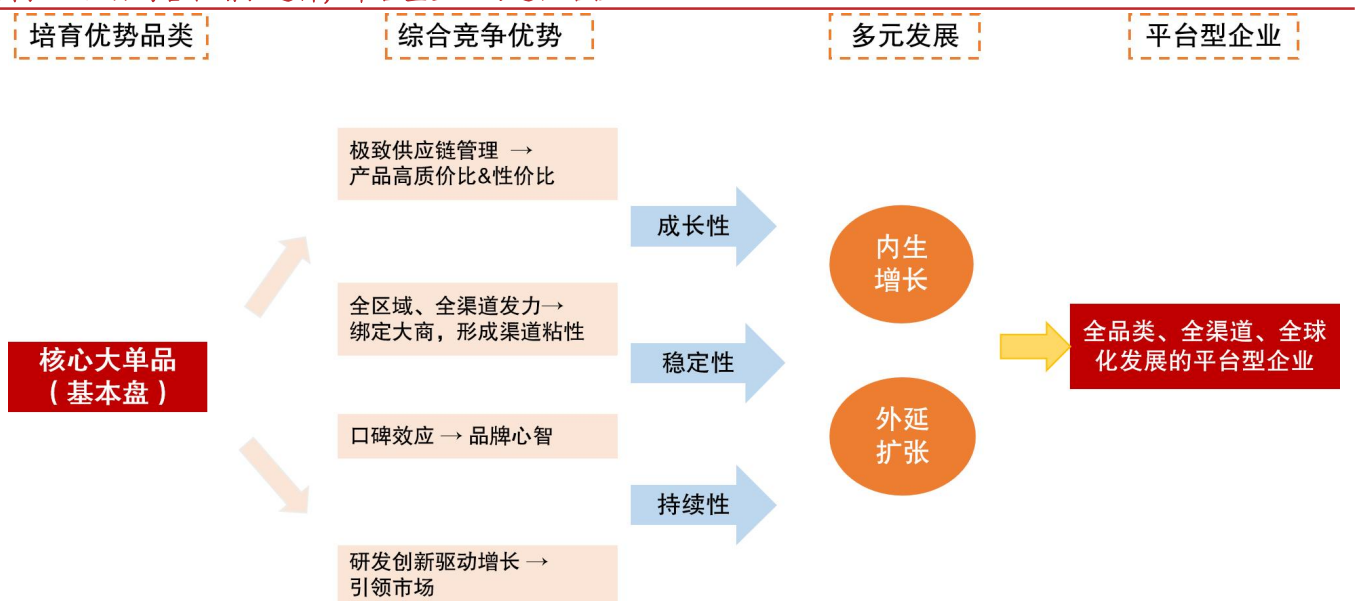 培育优势品类
综合竞争优势
多元发展
平台型企业
核心大单品
（基本盘）
极致供应链管理 →
产品高质价比&性价比
全区域、全渠道发力→
绑定大商，形成渠道粘性
口碑效应 → 品牌心智
研发创新驱动增长 →
引领市场
成长性
稳定性
持续性
内生
增长
外延
扩张
全品类、全渠道、全球
化发展的平台型企业